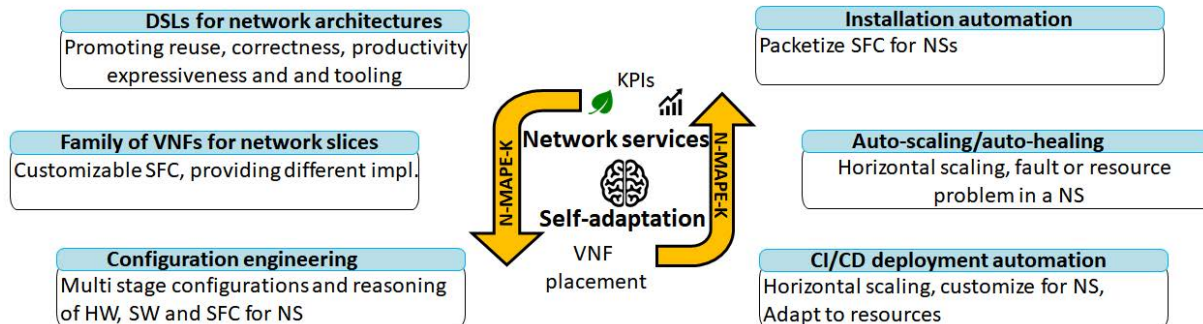 DSLs for network architectures
Promoting reuse, correctness, productivity
expressiveness and and tooling
Family of VNFs for network slices
Customizable SFC, providing different impl.
Configuration engineering
Multi stage configurations and reasoning
of HW, SW and SFC for NS
KPIs
N-MAPE-K
Network services
Self-adaptation
N-MAPE-K
VNF
placement
Installation automation
Packetize SFC for NSs
Auto-scaling/auto-healing
Horizontal scaling, fault or resource
problem in a NS
CI/CD deployment automation
Horizontal scaling, customize for NS,
Adapt to resources